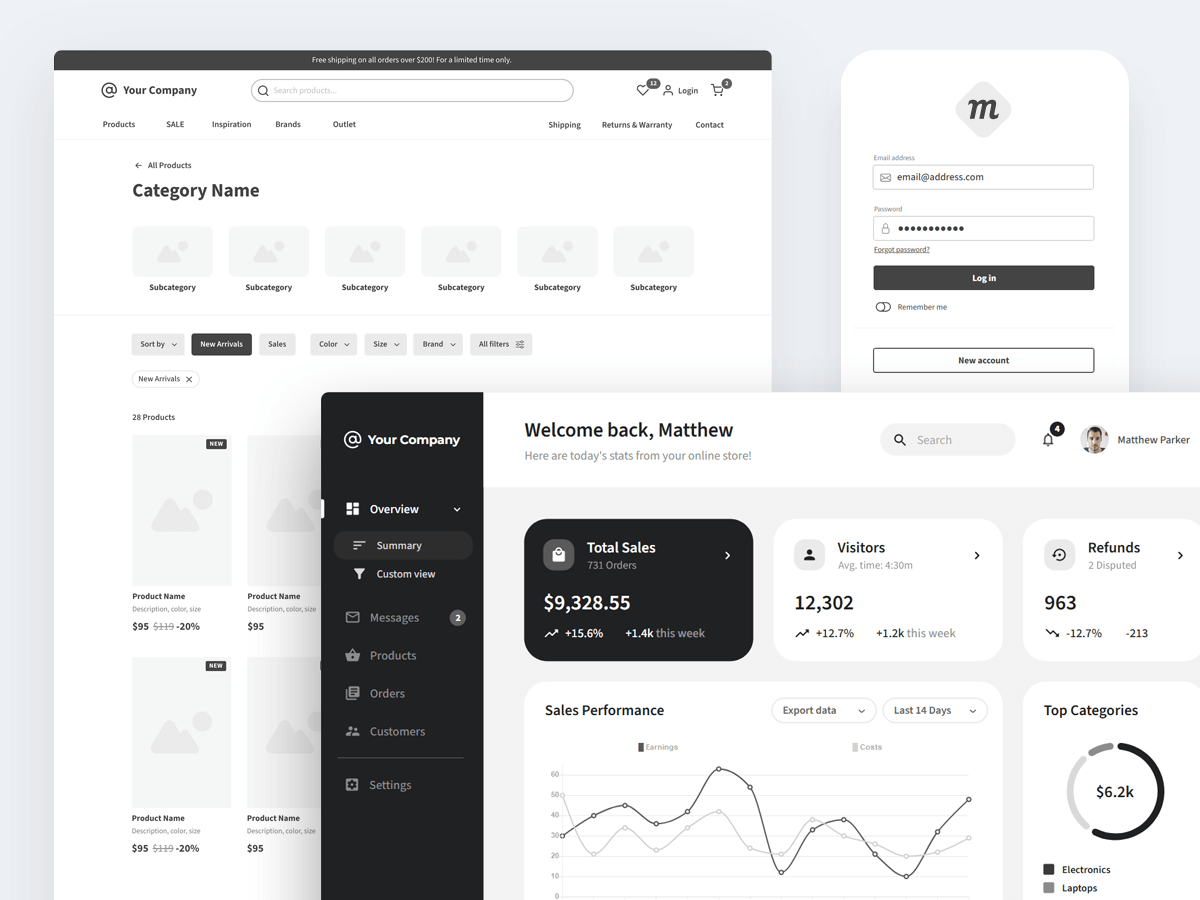 Free shipping on all orders over $200! For a limited time only.
@ Your Company
Search products...
12
Login
2
Products SALE Inspiration Brands Outlet
Shipping Returns & Warranty Contact
All Products
Category Name
Subcategory Subcategory Subcategory Subcategory Subcategory Subcategory
Sort by New Arrivals Sales Color Size Brand All filters
New Arrivals
28 Products
NEW
Product Name
Description, color, size
$95 $119 -20%
Product Name
Description, color, size
$95
NEW
Product Name
Description, color, size
$95 $119 -20%
Product Name
Description, color, size
$95
m
Email address
email@address.com
Password
Forgot password?
Log in
Remember me
New account
@ Your Company
Overview
Summary
Custom view
Messages 2
Products
Orders
Customers
Settings
Welcome back, Matthew
Here are today's stats from your online store!
Search
4
Matthew Parker
Total Sales
731 Orders
$9,328.55
+15.6% +1.4k this week
Visitors
Avg. time: 4:30m
12,302
+12.7% +1.2k this week
Refunds
2 Disputed
963
-12.7% -213
Sales Performance
Export data
Last 14 Days
Earnings Costs
60
50
40
30
20
10
0
Top Categories
$6.2k
Electronics
Laptops